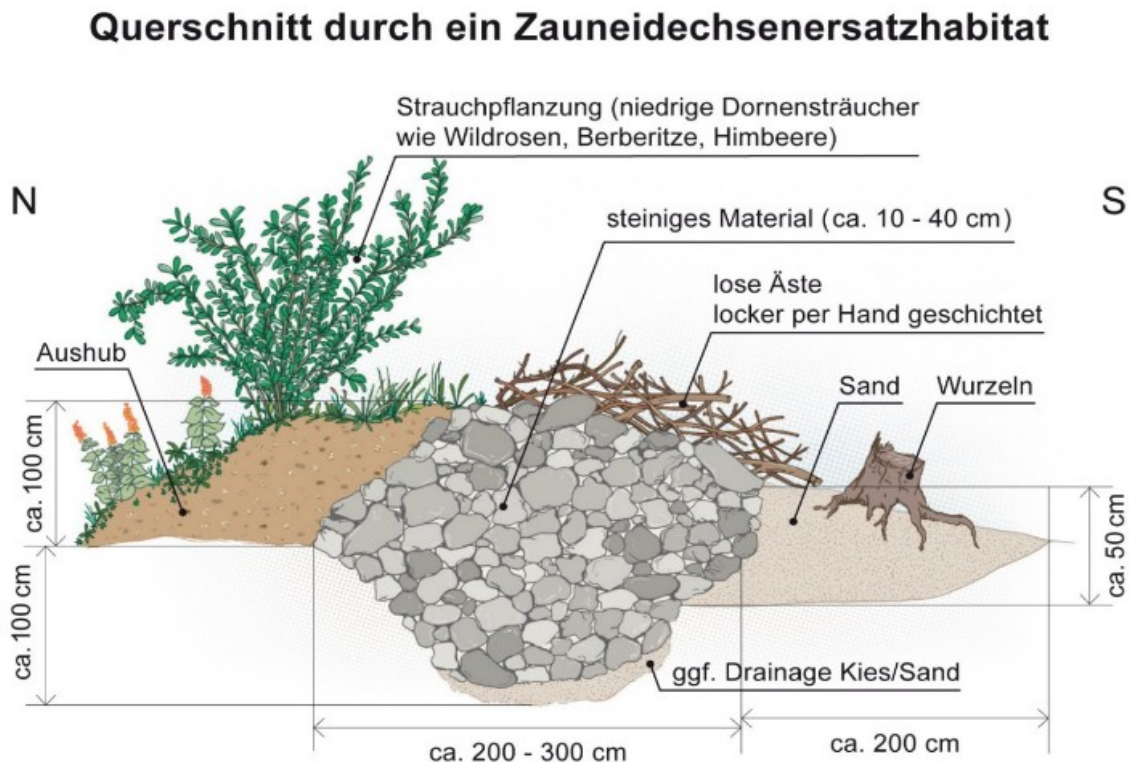 Querschnitt durch ein Zauneidechsenersatzhabitat
Strauchpflanzung (niedrige Dornensträucher
wie Wildrosen, Berberitze, Himbeere)
N
S
steiniges Material (ca. 10 - 40 cm)
lose Äste
locker per Hand geschichtet
Aushub
Sand
Wurzeln
ca. 100 cm
ca. 50 cm
ca. 100 cm
ggf. Drainage Kies/Sand
ca. 200 - 300 cm
ca. 200 cm